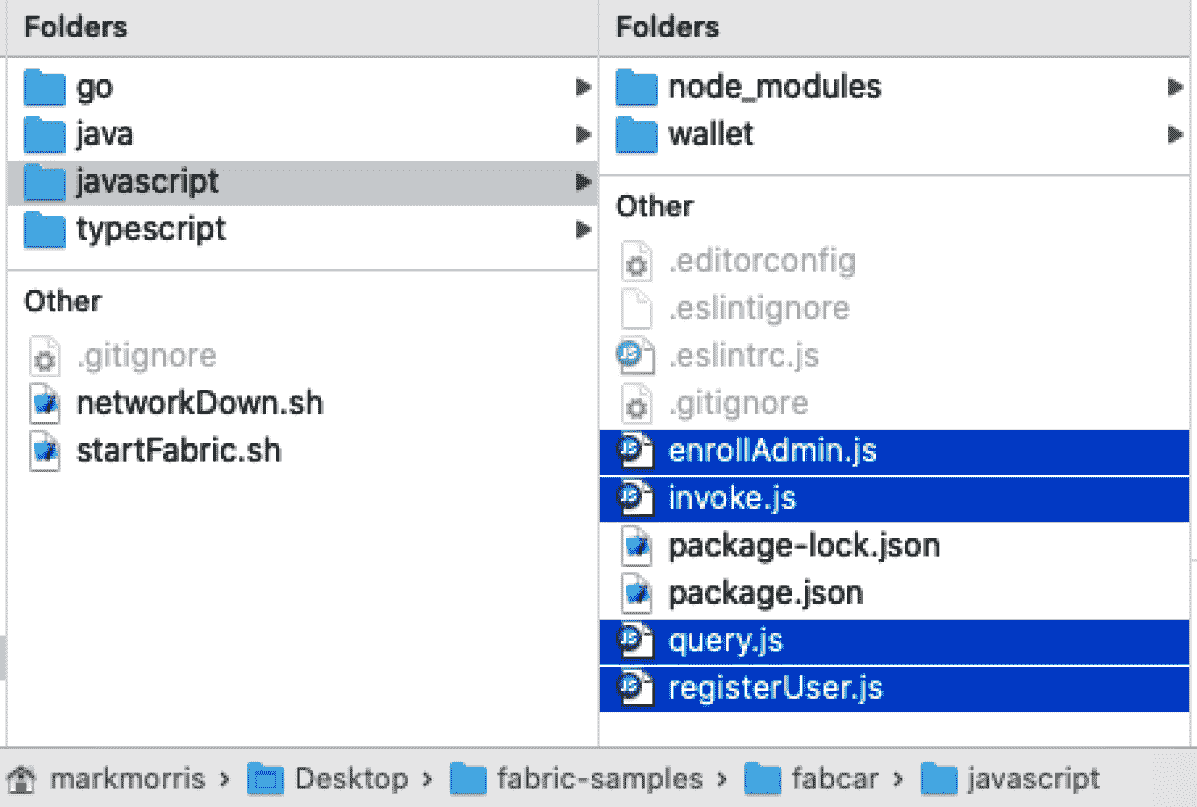 Folders
go
java
javascript
typescript
Other
.gitignore
networkDown.sh
startFabric.sh
Folders
node_modules
wallet
Other
.editorconfig
.eslintignore
.eslintrc.js
.gitignore
enrollAdmin.js
invoke.js
package-lock.json
package.json
query.js
registerUser.js
markmorris › Desktop › fabric-samples › fabcar › javascript